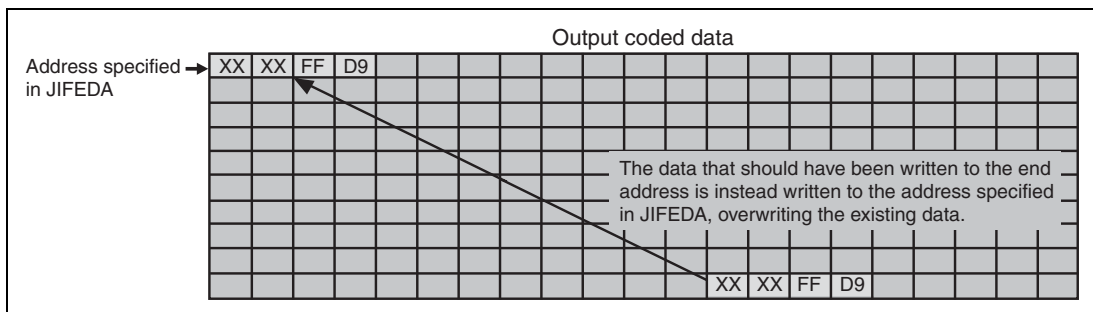 Output coded data
Address specified
in JIFEDA
XX XX FF D9
The data that should have been written to the end
address is instead written to the address specified
in JIFEDA, overwriting the existing data.
XX XX FF D9